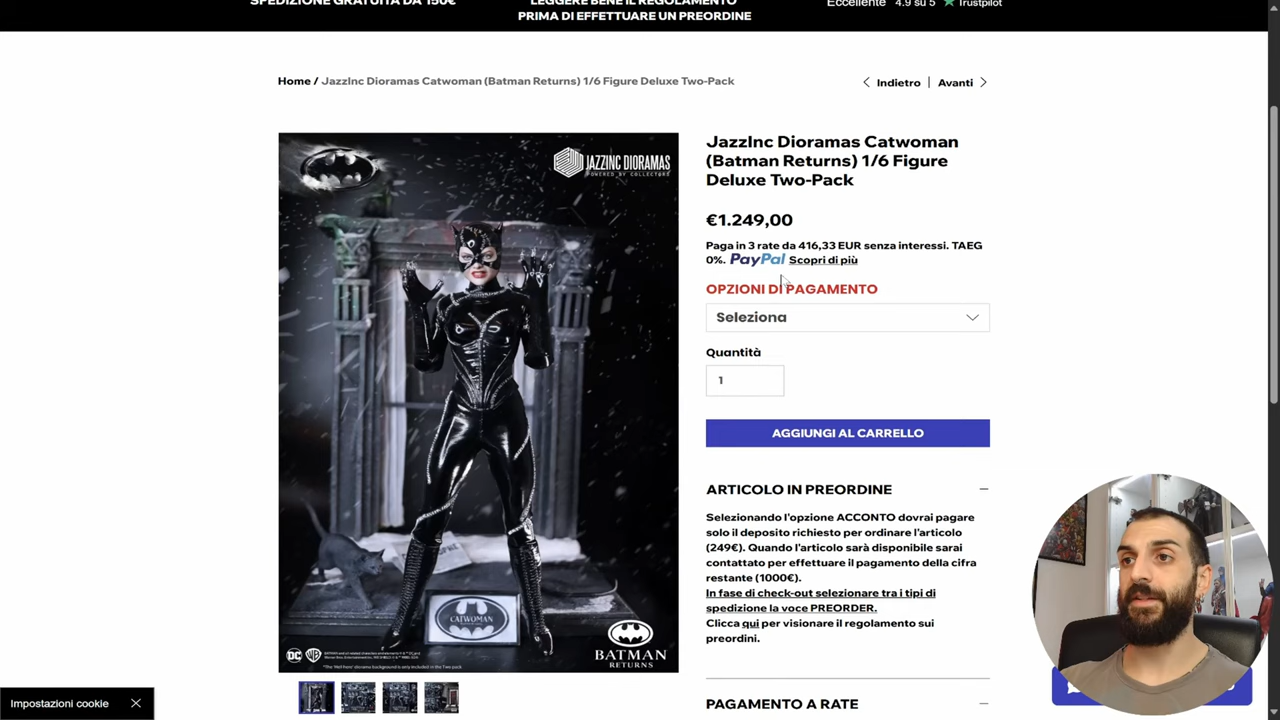 SPEDIZIONE GRATUITA DA 150€
LEGGERE BENE IL REGOLAMENTO
PRIMA DI EFFETTUARE UN PREORDINE
Eccellente 4.9 su 5 Trustpilot
Home / JazzInc Dioramas Catwoman (Batman Returns) 1/6 Figure Deluxe Two-Pack
Indietro | Avanti
JAZZINC DIORAMAS
POWERED BY COLLECTORS
CATWOMAN
DC WB
BATMAN
RETURNS
JazzInc Dioramas Catwoman
(Batman Returns) 1/6 Figure
Deluxe Two-Pack
€1.249,00
Paga in 3 rate da 416,33 EUR senza interessi. TAEG
0%. PayPal Scopri di più
OPZIONI DI PAGAMENTO
Seleziona
Quantità
1
AGGIUNGI AL CARRELLO
ARTICOLO IN PREORDINE
Selezionando l'opzione ACCONTO dovrai pagare
solo il deposito richiesto per ordinare l'articolo
(249€). Quando l'articolo sarà disponibile sarai
contattato per effettuare il pagamento della cifra
restante (1000€).
In fase di check-out selezionare tra i tipi di
spedizione la voce PREORDER.
Clicca qui per visionare il regolamento sui
preordini.
PAGAMENTO A RATE
Impostazioni cookie